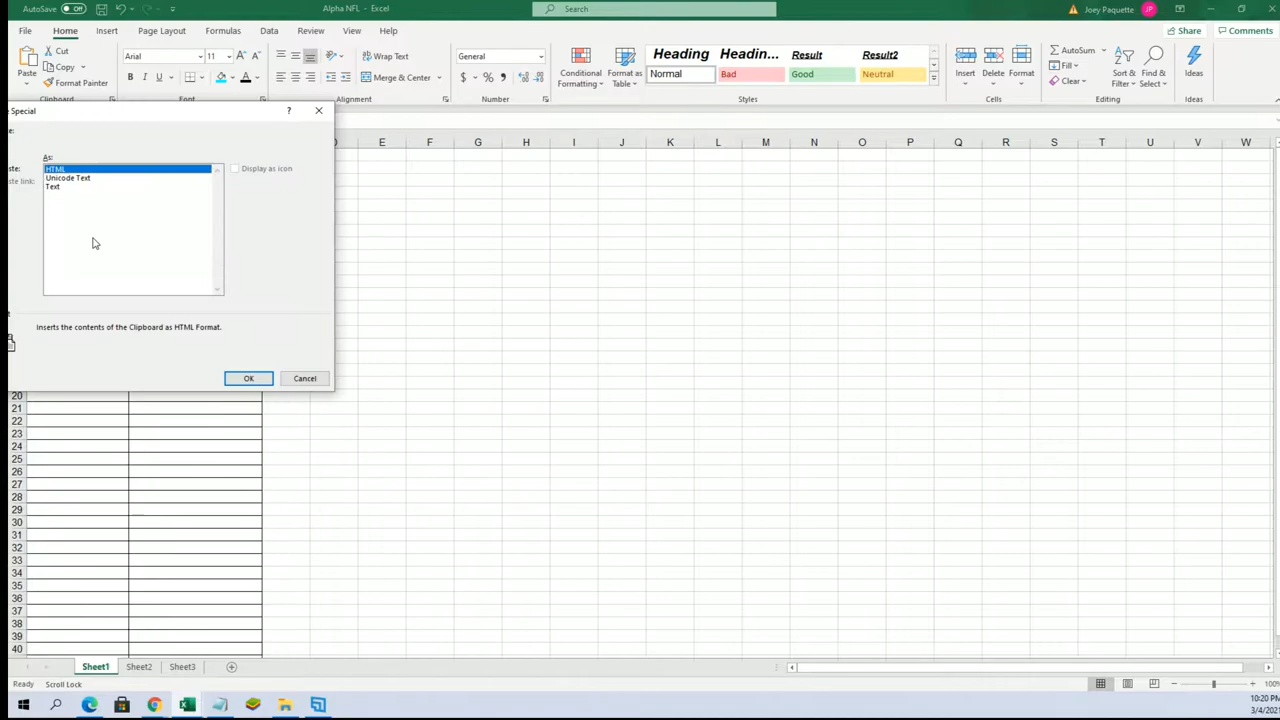 AutoSave Off Alpha NFL - Excel Search Joey Paquette JP
File Home Insert Page Layout Formulas Data Review View Help Share Comments
Cut Arial 11 Wrap Text General Heading Headin... Result Result2 AutoSum
Copy Fill
Paste Format Painter B I U A Merge & Center $ % Conditional Formatting Format as Table Normal Bad Good Neutral Insert Delete Format Clear Sort & Filter Find & Select Ideas
Clipboard Font Alignment Number Styles Cells Editing Ideas
Special ?
E F G H I J K L M N O P Q R S T U V W
As:
HTML Display as icon
Unicode Text
Text
Inserts the contents of the Clipboard as HTML Format.
OK Cancel
20
21
22
23
24
25
26
27
28
29
30
31
32
33
34
35
36
37
38
39
40
Sheet1 Sheet2 Sheet3
Ready Scroll Lock 100%
10:20 PM